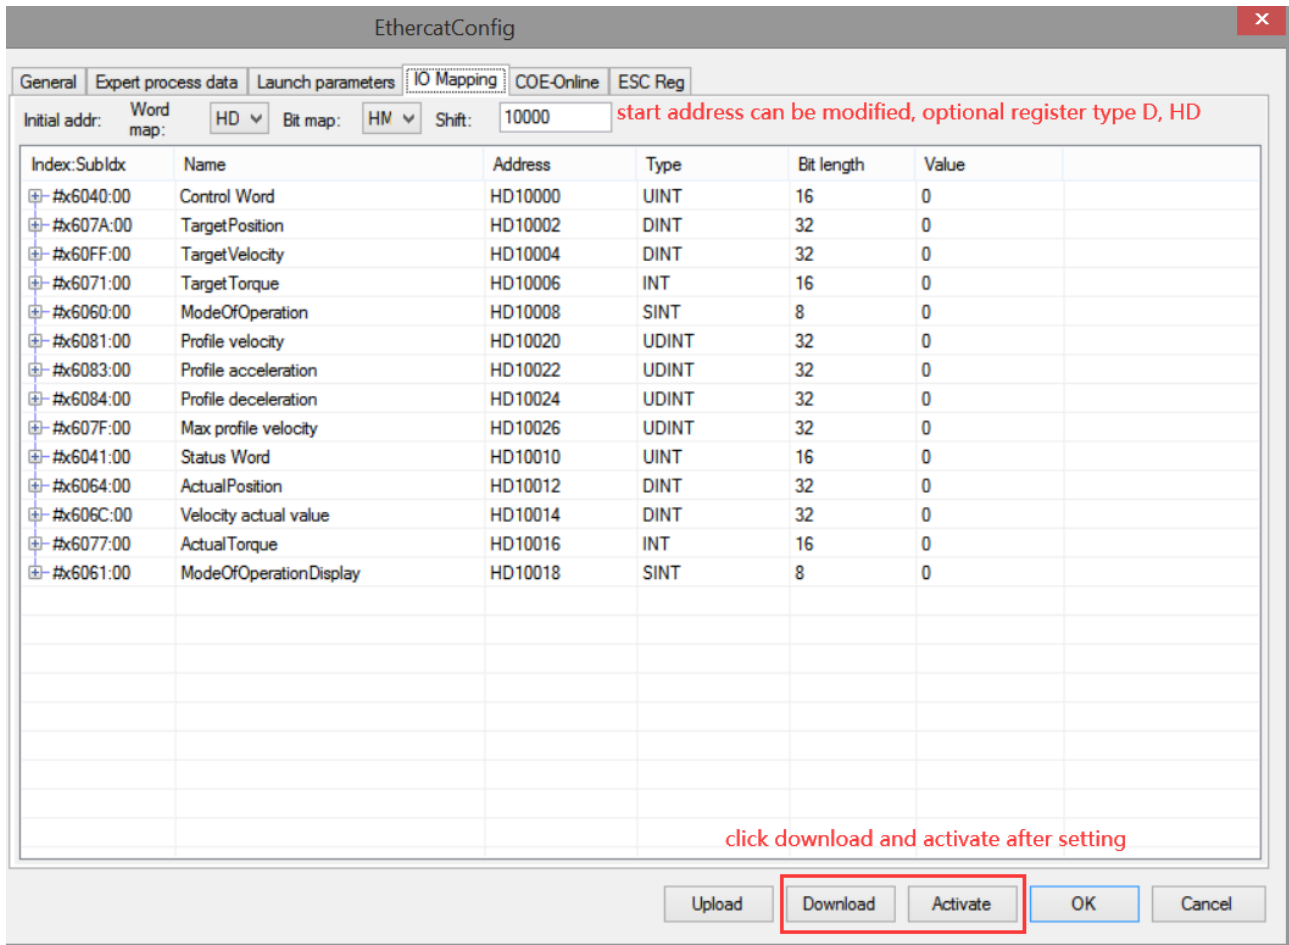 EthercatConfig
General Expert process data Launch parameters IO Mapping COE-Online ESC Reg
Initial addr: Word map: HD Bit map: HM Shift: 10000 start address can be modified, optional register type D, HD
Index:SubIdx Name Address Type Bit length Value
#x6040:00 Control Word HD10000 UINT 16 0
#x607A:00 TargetPosition HD10002 DINT 32 0
#x60FF:00 TargetVelocity HD10004 DINT 32 0
#x6071:00 TargetTorque HD10006 INT 16 0
#x6060:00 ModeOfOperation HD10008 SINT 8 0
#x6081:00 Profile velocity HD10020 UDINT 32 0
#x6083:00 Profile acceleration HD10022 UDINT 32 0
#x6084:00 Profile deceleration HD10024 UDINT 32 0
#x607F:00 Max profile velocity HD10026 UDINT 32 0
#x6041:00 Status Word HD10010 UINT 16 0
#x6064:00 ActualPosition HD10012 DINT 32 0
#x606C:00 Velocity actual value HD10014 DINT 32 0
#x6077:00 ActualTorque HD10016 INT 16 0
#x6061:00 ModeOfOperationDisplay HD10018 SINT 8 0
click download and activate after setting
Upload Download Activate OK Cancel